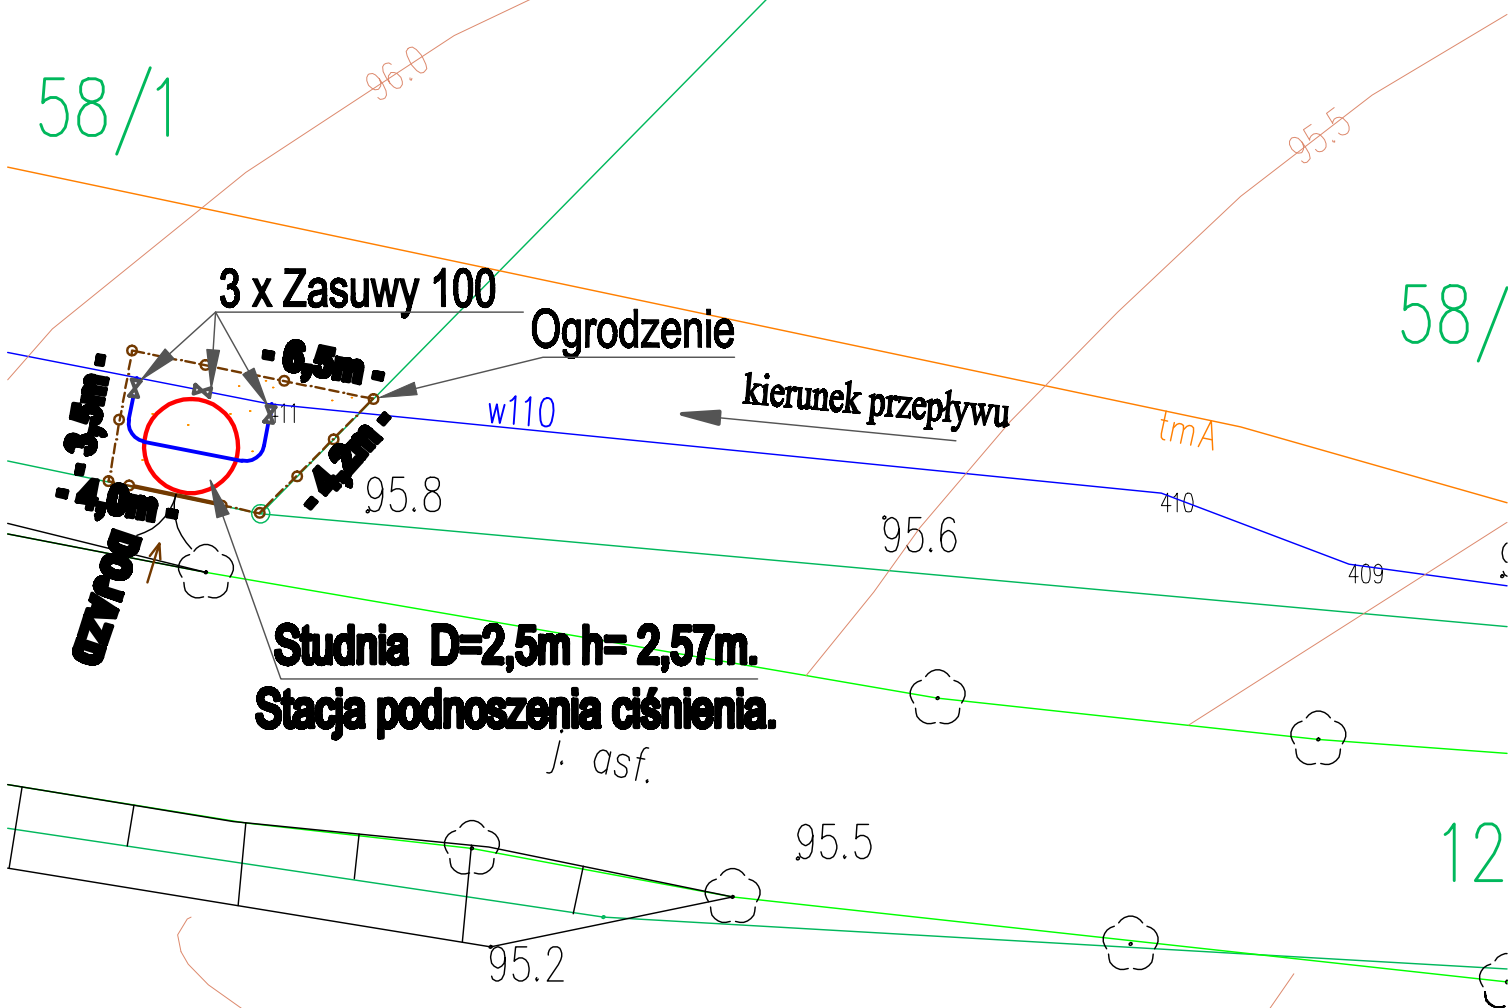 96.0
58/1
95.5
3 x Zasuwy 100
58/
Ogrodzenie
- 6,5m -
kierunek przepływu
- 3,5m -
411
w110
tmA
- 4,2m -
95.8
- 4,0m -
410
95.6
DOJAZD
409
Studnia D=2,5m h= 2,57m.
Stacja podnoszenia ciśnienia.
j. asf.
95.5
12
95.2